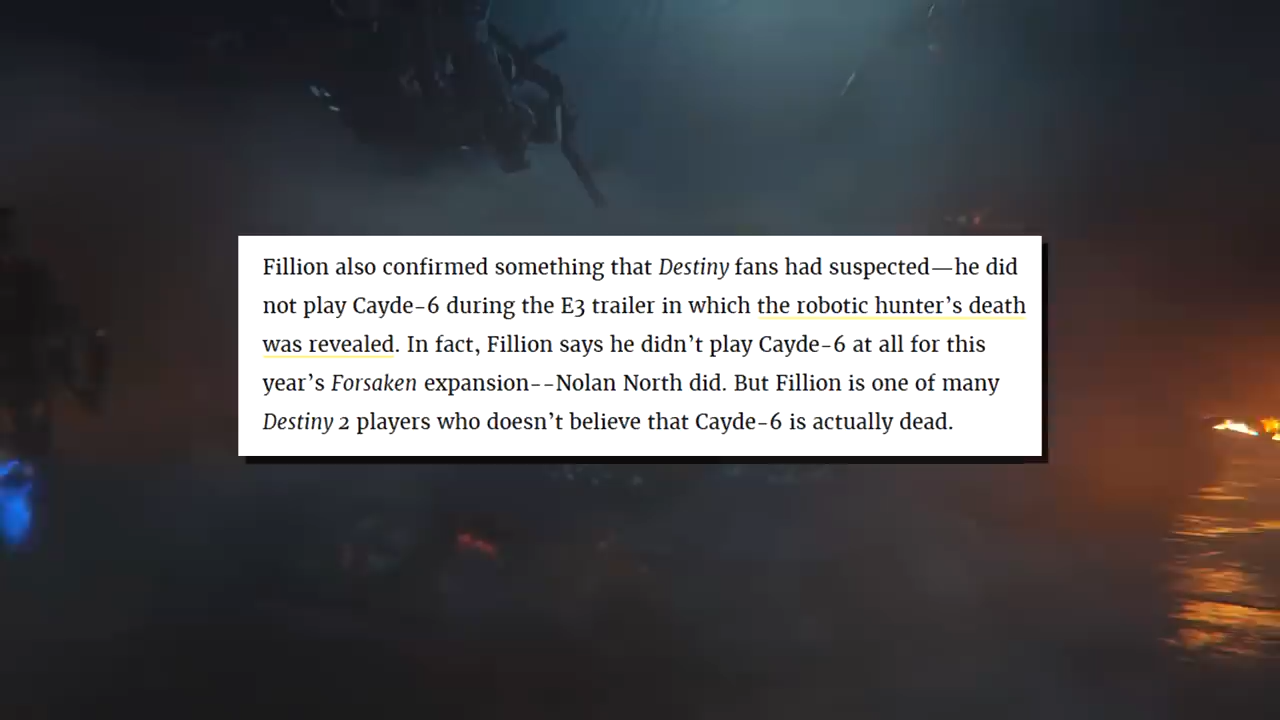 Fillion also confirmed something that Destiny fans had suspected—he did
not play Cayde-6 during the E3 trailer in which the robotic hunter’s death
was revealed. In fact, Fillion says he didn’t play Cayde-6 at all for this
year’s Forsaken expansion--Nolan North did. But Fillion is one of many
Destiny 2 players who doesn’t believe that Cayde-6 is actually dead.